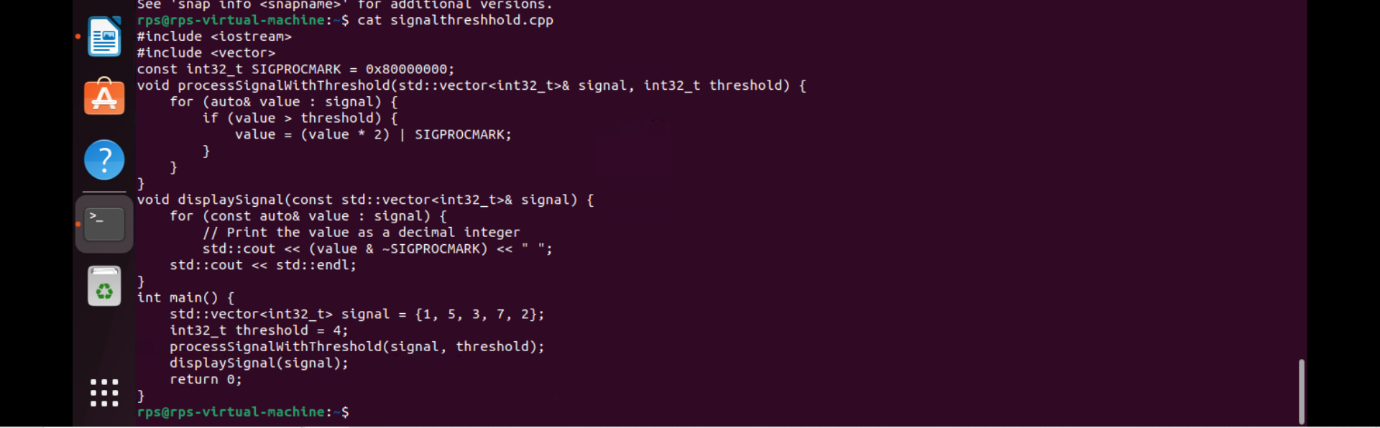 See 'snap info <snapname>' for additional versions.
rps@rps-virtual-machine:~$ cat signalthreshhold.cpp
#include <iostream>
#include <vector>
const int32_t SIGPROCMARK = 0x80000000;
void processSignalWithThreshold(std::vector<int32_t>& signal, int32_t threshold) {
    for (auto& value : signal) {
        if (value > threshold) {
            value = (value * 2) | SIGPROCMARK;
        }
    }
}
void displaySignal(const std::vector<int32_t>& signal) {
    for (const auto& value : signal) {
        // Print the value as a decimal integer
        std::cout << (value & ~SIGPROCMARK) << " ";
    std::cout << std::endl;
}
int main() {
    std::vector<int32_t> signal = {1, 5, 3, 7, 2};
    int32_t threshold = 4;
    processSignalWithThreshold(signal, threshold);
    displaySignal(signal);
    return 0;
}
rps@rps-virtual-machine:~$